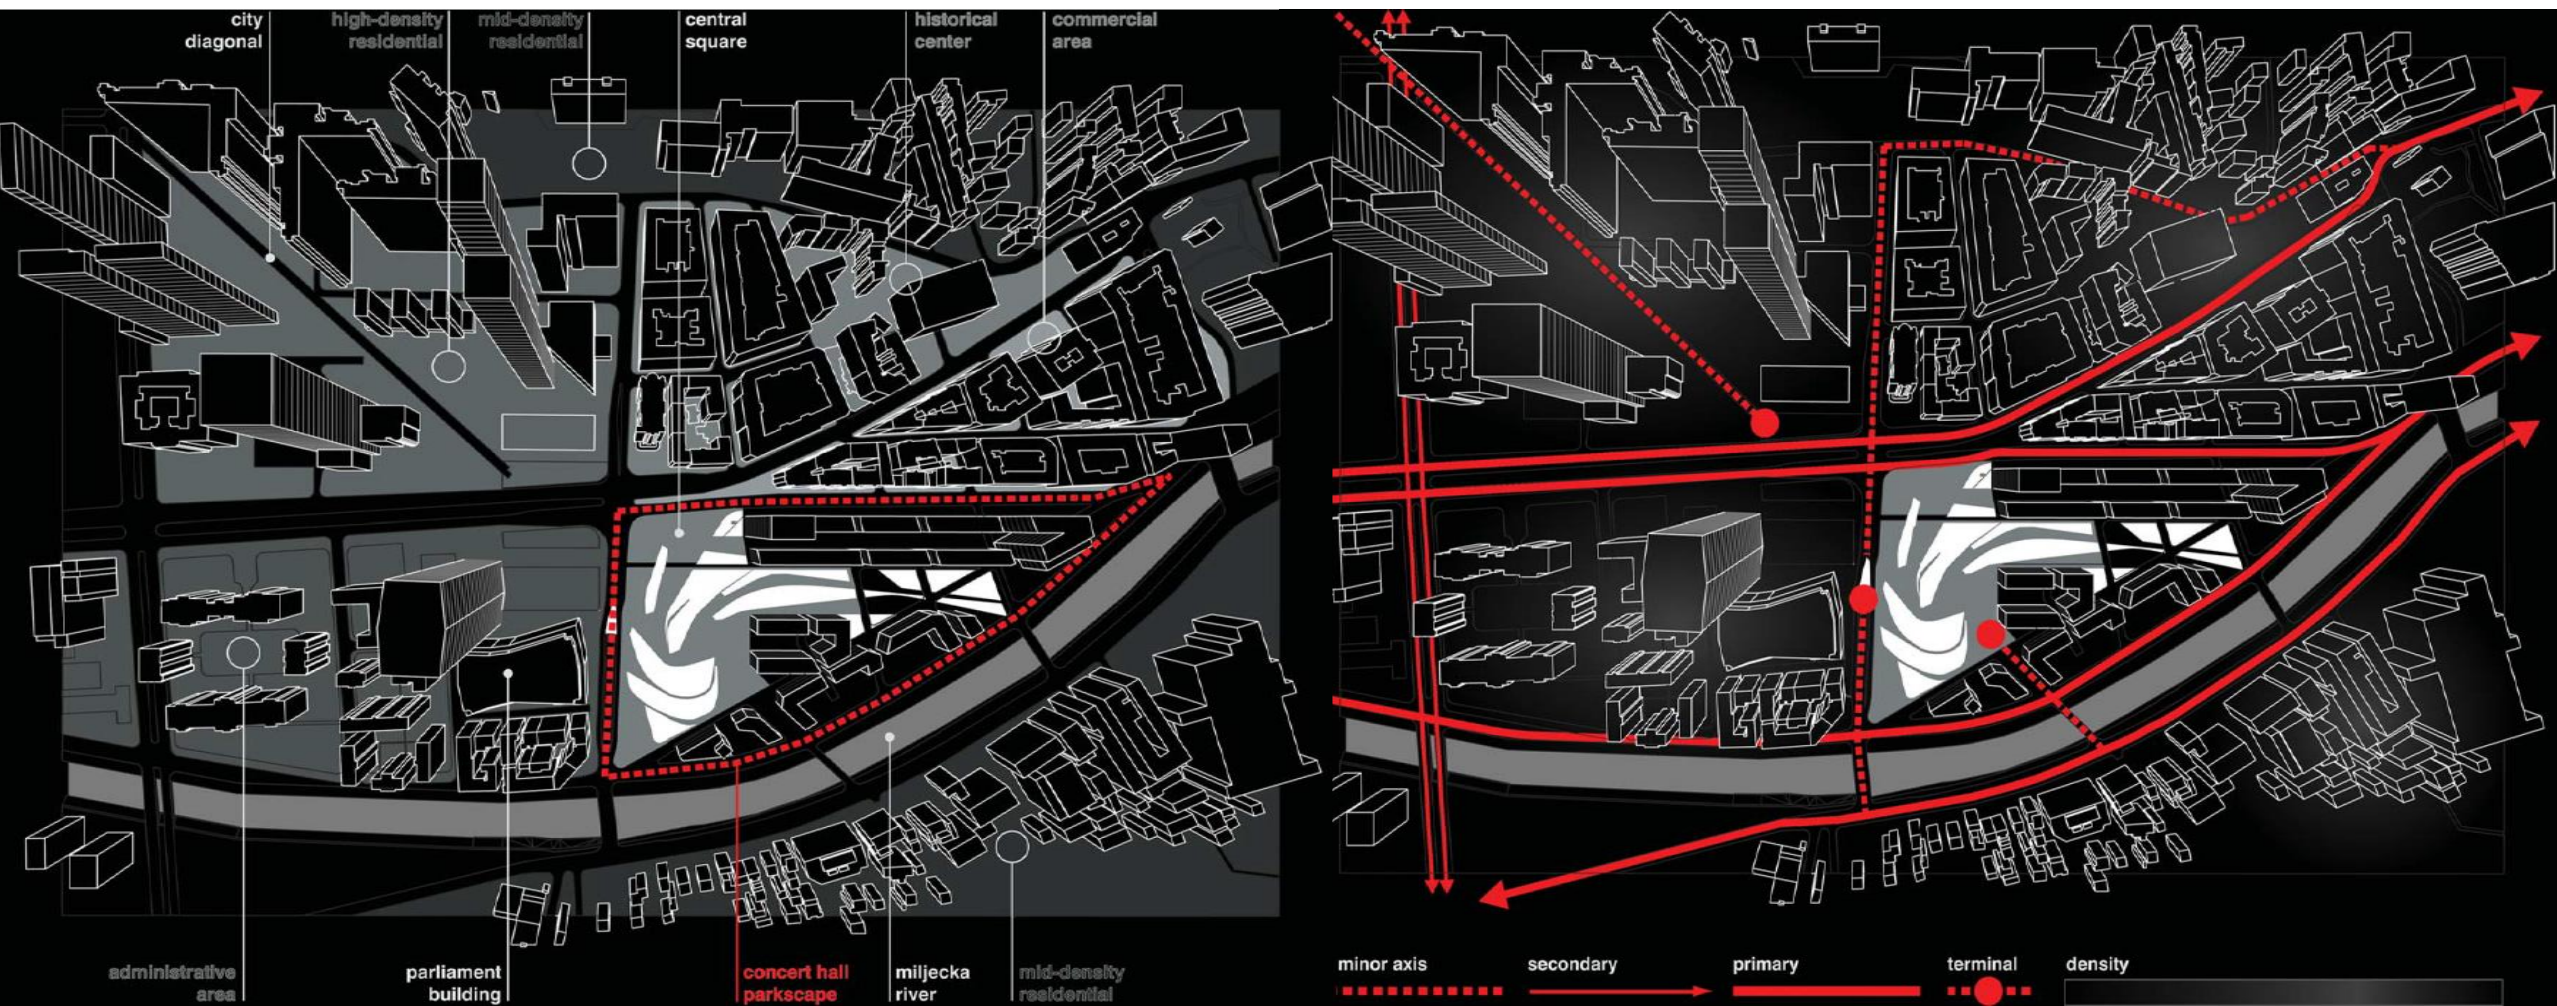 city
diagonal
high-density
residential
mid-density
residential
central
square
historical
center
commercial
area
administrative
area
parliament
building
concert hall
parkscape
miljecka
river
mid-density
residential
minor axis
secondary
primary
terminal
density